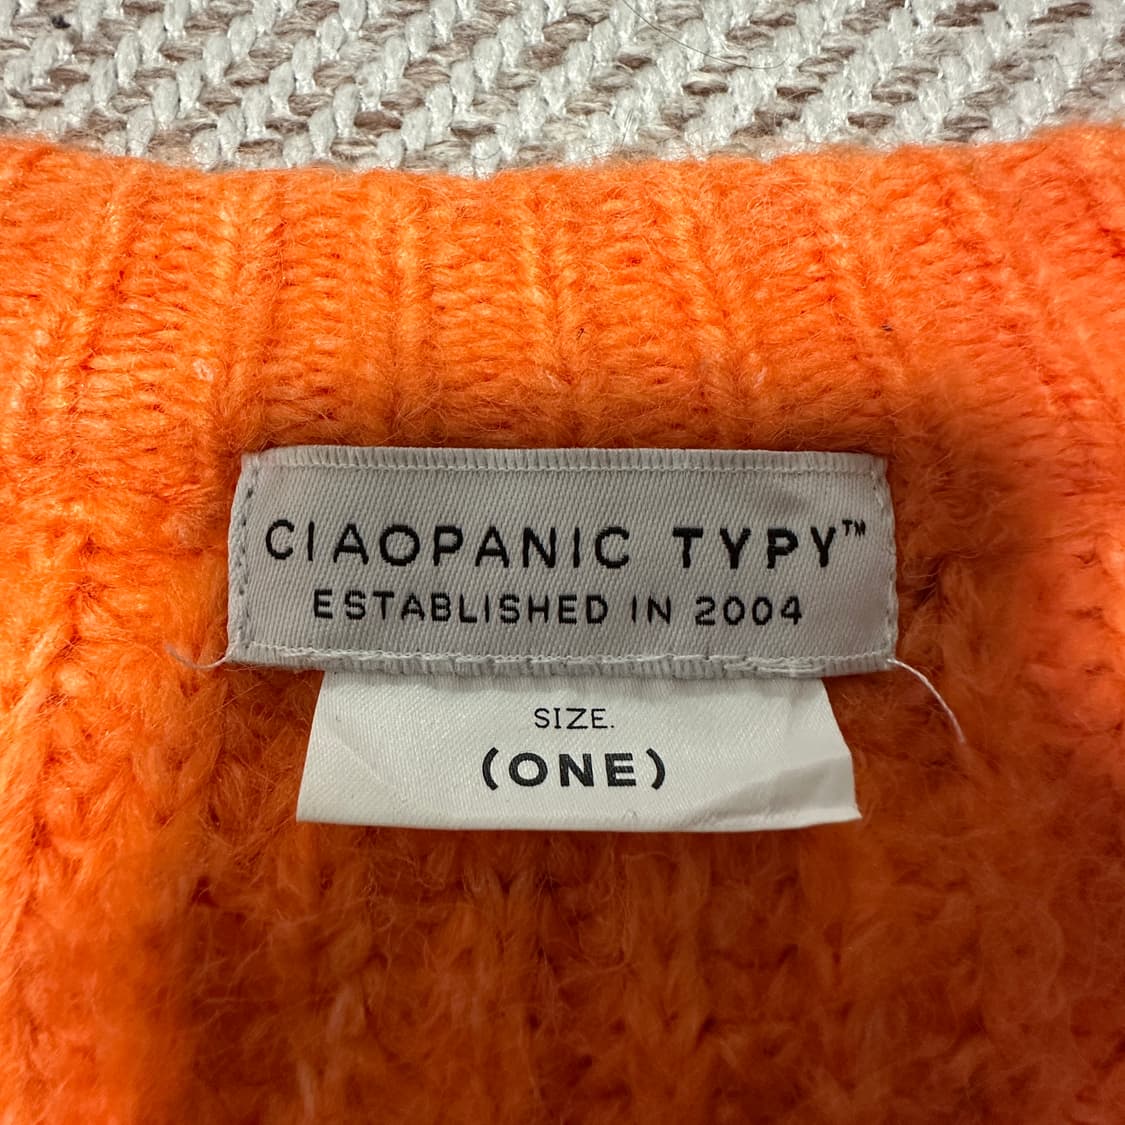 CIAOPANIC TYPY™
ESTABLISHED IN 2004
SIZE.
(ONE)